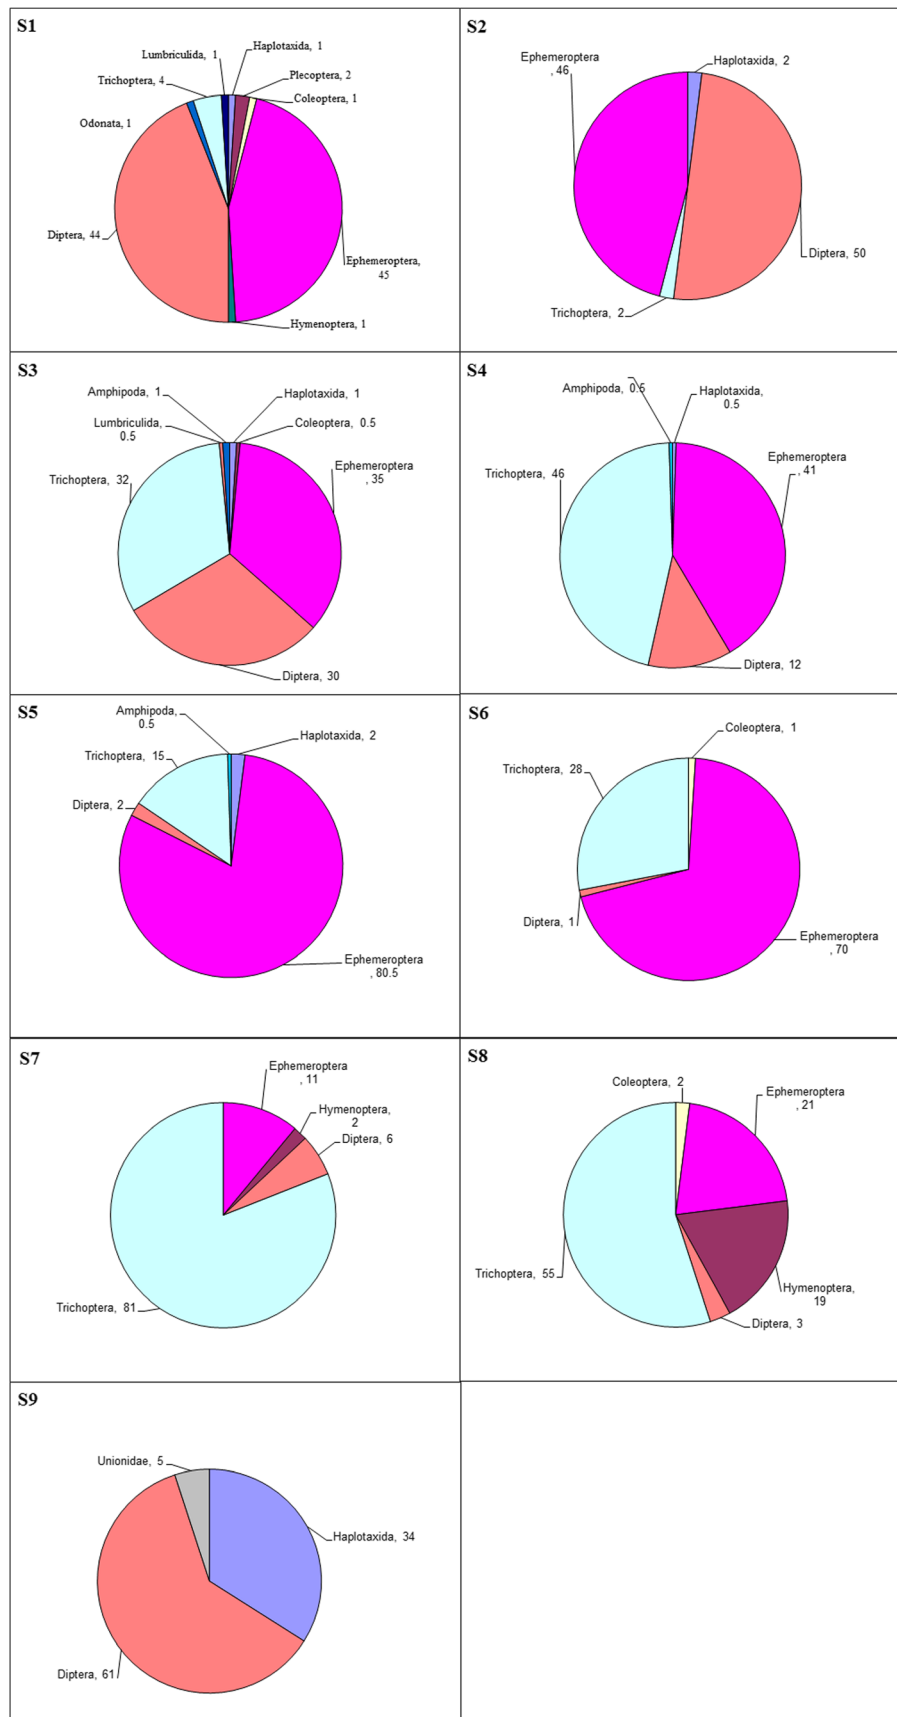 S1
Lumbriculida, 1
Haplotaxida, 1
Trichoptera, 4
Plecoptera, 2
Coleoptera, 1
Odonata, 1
Diptera, 44
Ephemeroptera,
45
Hymenoptera, 1
S2
Ephemeroptera
, 46
Haplotaxida, 2
Diptera, 50
Trichoptera, 2
S3
Amphipoda, 1
Haplotaxida, 1
Lumbriculida,
0.5
Coleoptera, 0.5
Trichoptera, 32
Ephemeroptera
, 35
Diptera, 30
S4
Amphipoda, 0.5
Haplotaxida,
0.5
Trichoptera, 46
Ephemeroptera
, 41
Diptera, 12
S5
Amphipoda,
0.5
Haplotaxida, 2
Trichoptera, 15
Diptera, 2
Ephemeroptera
, 80.5
S6
Coleoptera, 1
Trichoptera, 28
Diptera, 1
Ephemeroptera
, 70
S7
Ephemeroptera
, 11
Hymenoptera,
2
Diptera, 6
Trichoptera, 81
S8
Coleoptera, 2
Ephemeroptera
, 21
Trichoptera, 55
Hymenoptera,
19
Diptera, 3
S9
Unionidae, 5
Haplotaxida, 34
Diptera, 61